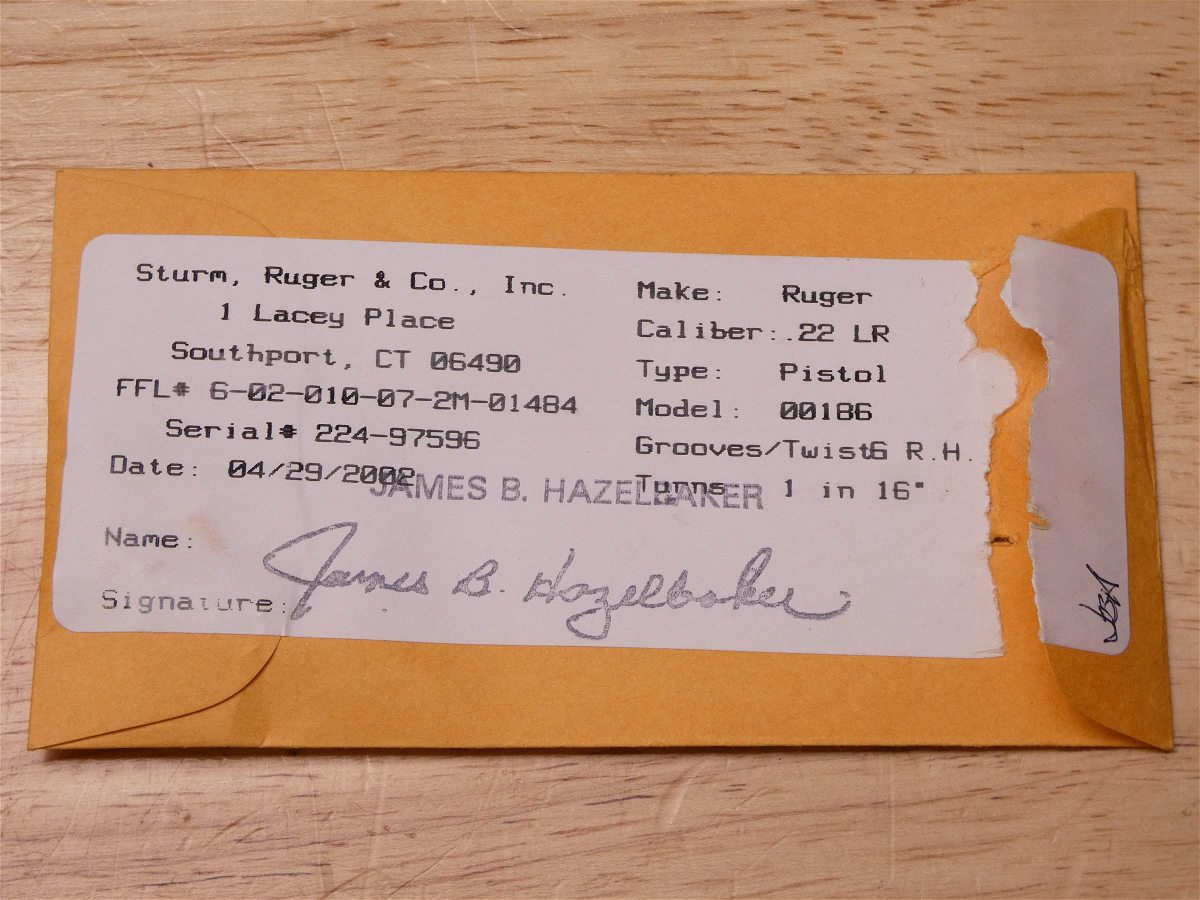 Sturm, Ruger & Co., Inc.
1 Lacey Place
Southport, CT 06490
FFL# 6-02-010-07-2M-01484
Serial# 224-97596
Date: 04/29/2002
Make: Ruger
Caliber:.22 LR
Type: Pistol
Model: 00186
Grooves/Twist6 R.H.
Turns 1 in 16"
JAMES B. HAZELBAKER
Name:
Signature: James B. Hazelbaker